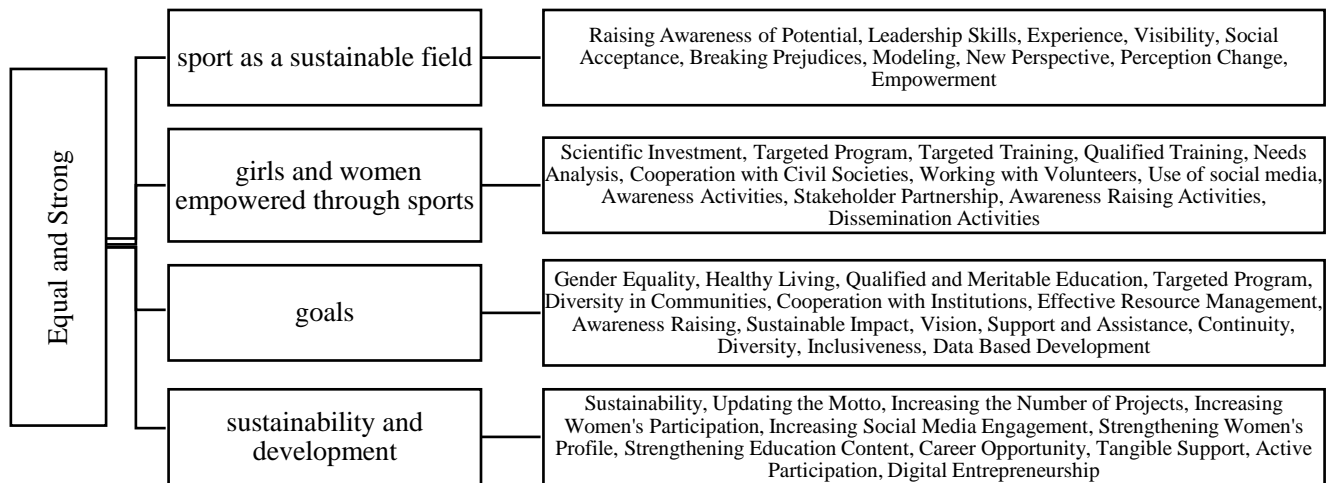 Equal and Strong
sport as a sustainable field
Raising Awareness of Potential, Leadership Skills, Experience, Visibility, Social
Acceptance, Breaking Prejudices, Modeling, New Perspective, Perception Change,
Empowerment
girls and women
empowered through sports
Scientific Investment, Targeted Program, Targeted Training, Qualified Training, Needs
Analysis, Cooperation with Civil Societies, Working with Volunteers, Use of social media,
Awareness Activities, Stakeholder Partnership, Awareness Raising Activities,
Dissemination Activities
goals
Gender Equality, Healthy Living, Qualified and Meritable Education, Targeted Program,
Diversity in Communities, Cooperation with Institutions, Effective Resource Management,
Awareness Raising, Sustainable Impact, Vision, Support and Assistance, Continuity,
Diversity, Inclusiveness, Data Based Development
sustainability and
development
Sustainability, Updating the Motto, Increasing the Number of Projects, Increasing
Women's Participation, Increasing Social Media Engagement, Strengthening Women's
Profile, Strengthening Education Content, Career Opportunity, Tangible Support, Active
Participation, Digital Entrepreneurship